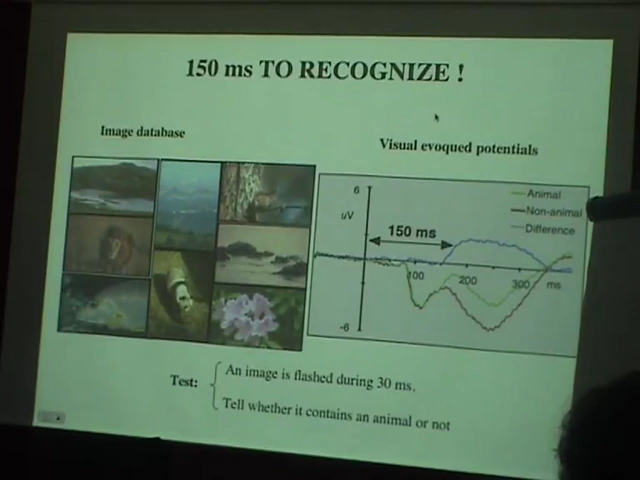 150 ms TO RECOGNIZE !
Image database
Visual evoqued potentials
6
uV
-6
150 ms
Animal
Non-animal
Difference
100
200
300
ms
Test:
An image is flashed during 30 ms.
Tell whether it contains an animal or not